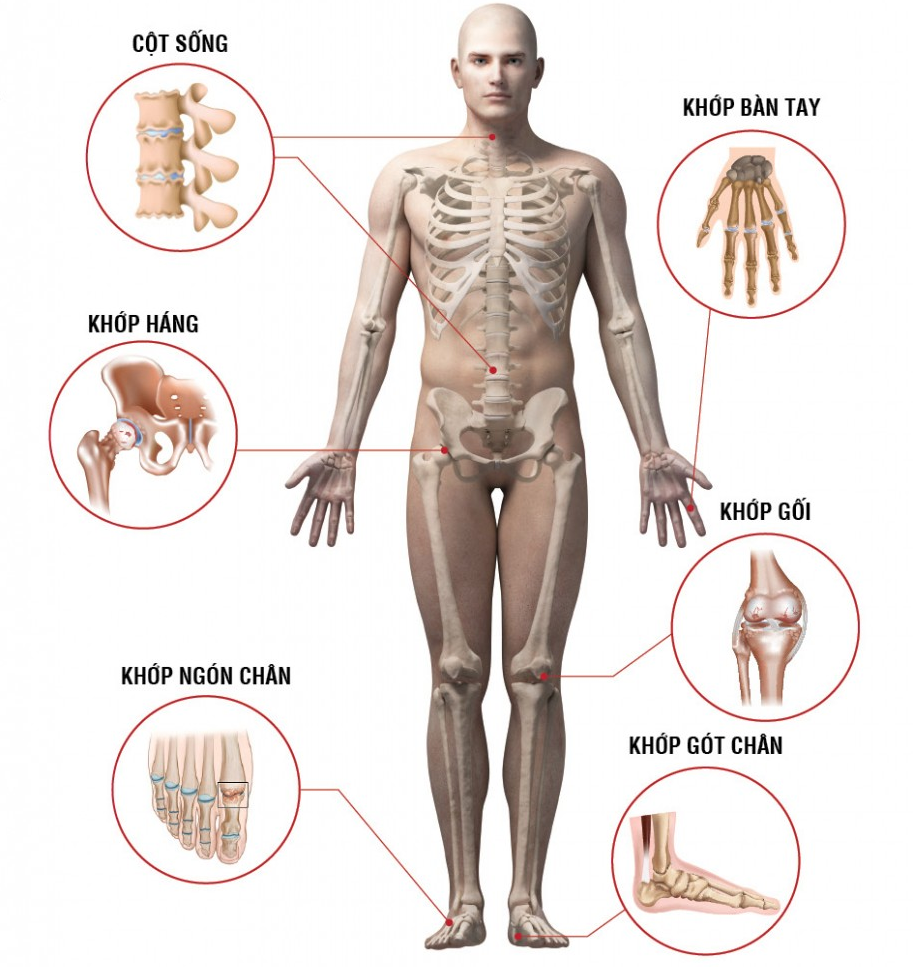 CỘT SỐNG
KHỚP BÀN TAY
KHỚP HÁNG
KHỚP GỐI
KHỚP NGÓN CHÂN
KHỚP GÓT CHÂN